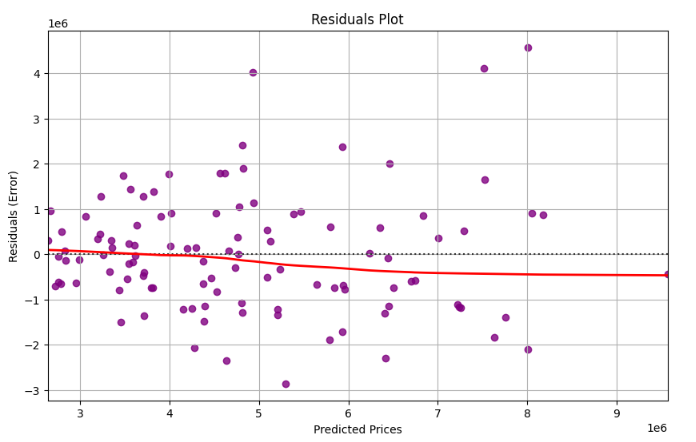 Residuals Plot
1e6
4
3
2
1
0
−1
−2
−3
Residuals (Error)
3 4 5 6 7 8 9
1e6
Predicted Prices